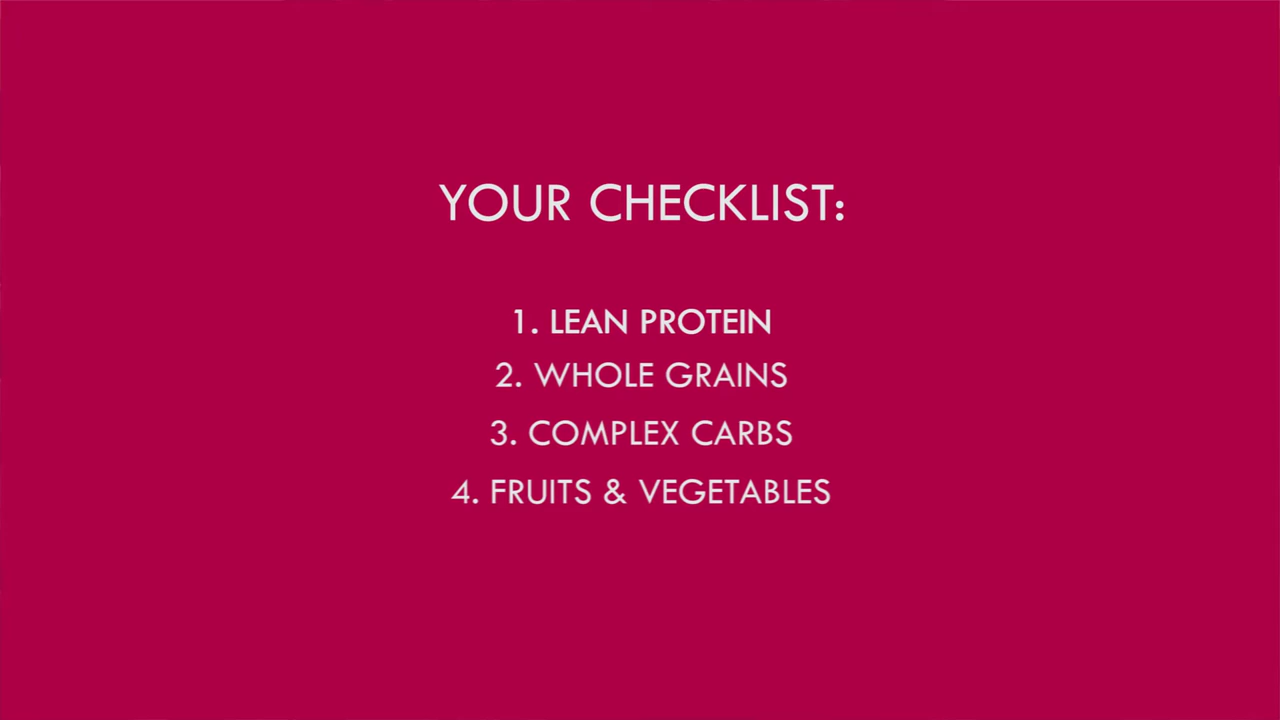 YOUR CHECKLIST:
1. LEAN PROTEIN
2. WHOLE GRAINS
3. COMPLEX CARBS
4. FRUITS & VEGETABLES